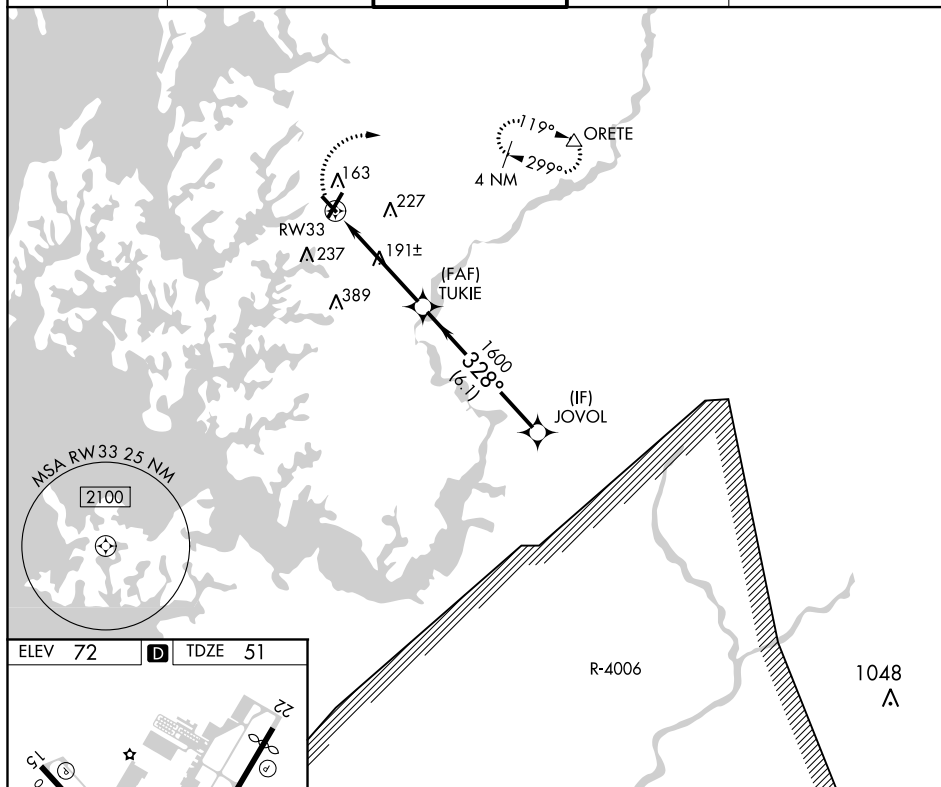 119°
ORETE
299°
4 NM
163
227
RW33
237
191±
(FAF)
TUKIE
389
1600
328°
(6.1)
(IF)
JOVOL
MSA RW33 25 NM
2100
ELEV 72
D
TDZE 51
R-4006
1048
22
15
P
P